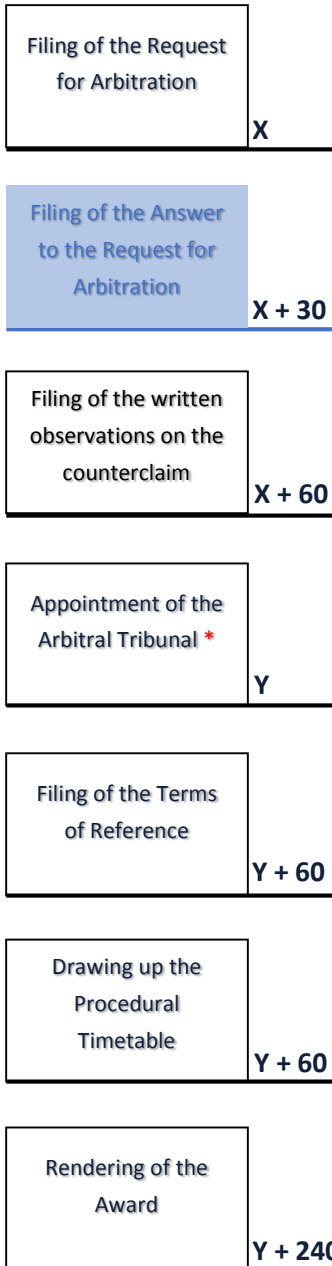 Filing of the Request
for Arbitration
X
Filing of the Answer
to the Request for
Arbitration
X + 30
Filing of the written
observations on the
counterclaim
X + 60
Appointment of the
Arbitral Tribunal *
Y
Filing of the Terms
of Reference
Y + 60
Drawing up the
Procedural
Timetable
Y + 60
Rendering of the
Award
Y + 240